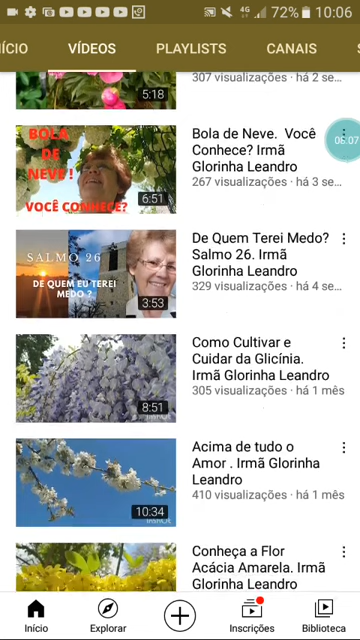 4G 72% 10:06
ÍCIO VÍDEOS PLAYLISTS CANAIS
307 visualizações · há 2 se...
5:18
BOLA
DE
NEVE!
VOCÊ CONHECE?
6:51
Bola de Neve. Você
Conhece? Irmã
Glorinha Leandro
267 visualizações · há 3 se...
06:07
SALMO 26
DE QUEM EU TEREI
MEDO ?
3:53
De Quem Terei Medo?
Salmo 26. Irmã
Glorinha Leandro
329 visualizações · há 4 se...
8:51
Como Cultivar e
Cuidar da Glicínia.
Irmã Glorinha Leandro
305 visualizações · há 1 mês
10:34
Acima de tudo o
Amor . Irmã Glorinha
Leandro
410 visualizações · há 1 mês
Conheça a Flor
Acácia Amarela. Irmã
Glorinha Leandro
Início Explorar Inscrições Biblioteca